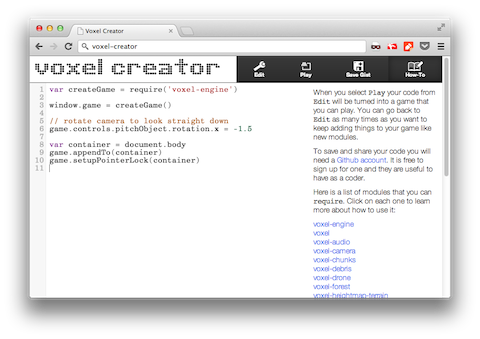 Voxel Creator
voxel-creator
voxel creator
Edit
Play
Save Gist
How-To
1 var createGame = require('voxel-engine')
2
3 window.game = createGame()
4
5 // rotate camera to look straight down
6 game.controls.pitchObject.rotation.x = -1.5
7
8 var container = document.body
9 game.appendTo(container)
10 game.setupPointerLock(container)
11
When you select Play your code from
Edit will be turned into a game that
you can play. You can go back to
Edit as many times as you want to
keep adding things to your game like
new modules.
To save and share your code you will
need a Github account. It is free to
sign up for one and they are useful to
have as a coder.
Here is a list of modules that you can
require. Click on each one to learn
more about how to use it:
voxel-engine
voxel
voxel-audio
voxel-camera
voxel-chunks
voxel-debris
voxel-drone
voxel-forest
voxel-heightmap-terrain